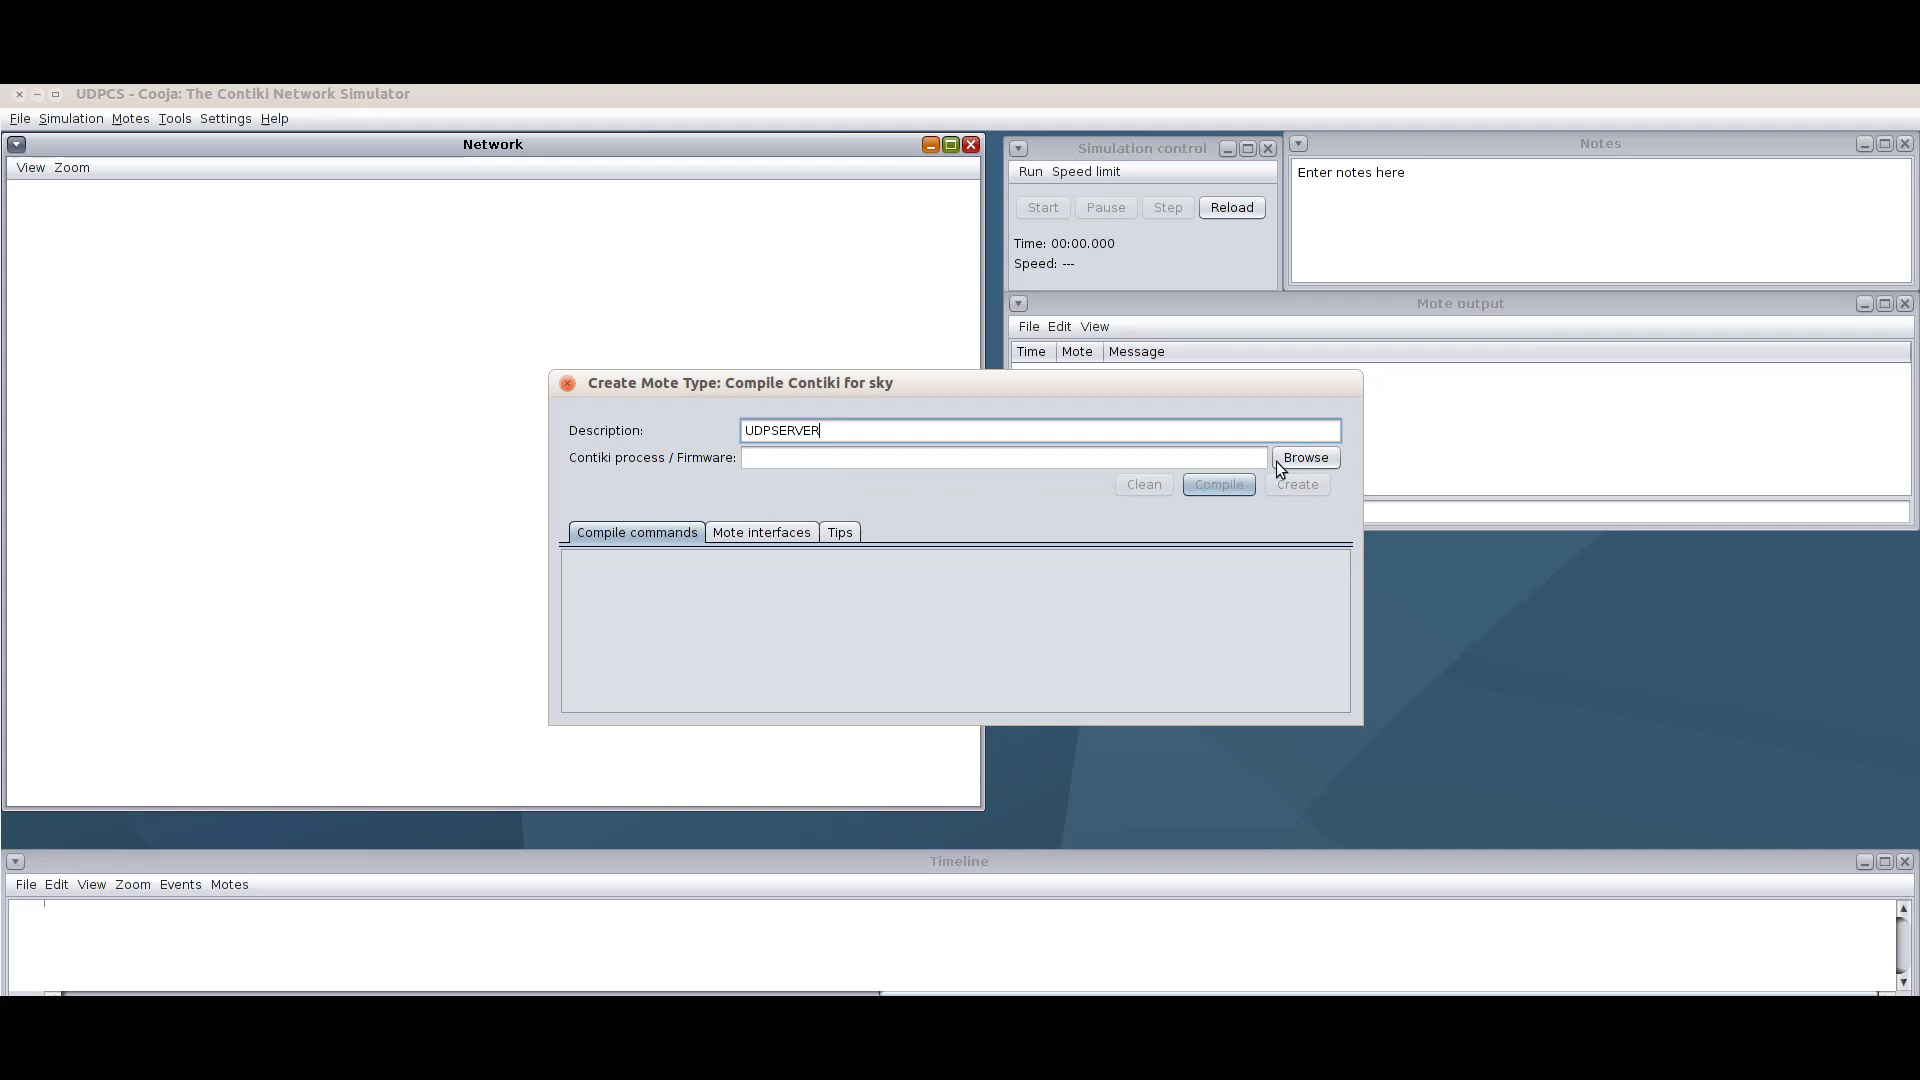 UDPCS - Cooja: The Contiki Network Simulator
File Simulation Motes Tools Settings Help
Network
View Zoom
Simulation control
Run Speed limit
Start Pause Step Reload
Time: 00:00.000
Speed: ---
Notes
Enter notes here
Mote output
File Edit View
Time Mote Message
Create Mote Type: Compile Contiki for sky
Description: UDPSERVER
Contiki process / Firmware: Browse
Clean Compile Create
Compile commands Mote interfaces Tips
Timeline
File Edit View Zoom Events Motes